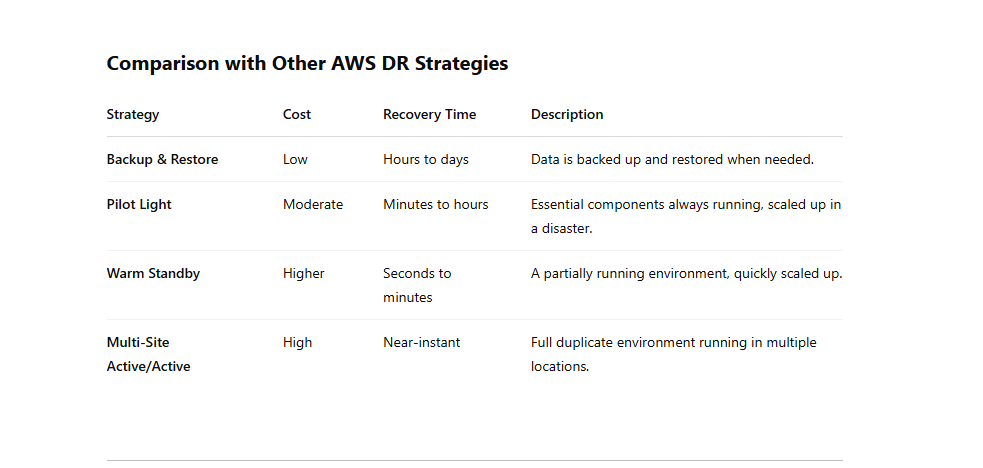 Comparison with Other AWS DR Strategies
Strategy Cost Recovery Time Description
Backup & Restore Low Hours to days Data is backed up and restored when needed.
Pilot Light Moderate Minutes to hours Essential components always running, scaled up in
a disaster.
Warm Standby Higher Seconds to A partially running environment, quickly scaled up.
minutes
Multi-Site High Near-instant Full duplicate environment running in multiple
Active/Active locations.